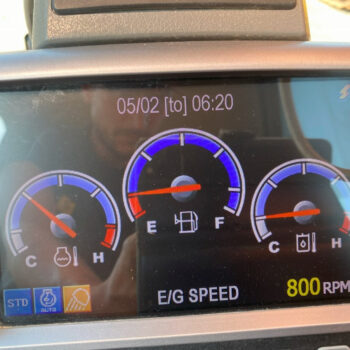 05/02 [to] 06:20
E F
C H
C H
STD AUTO
E/G SPEED 800 RPM